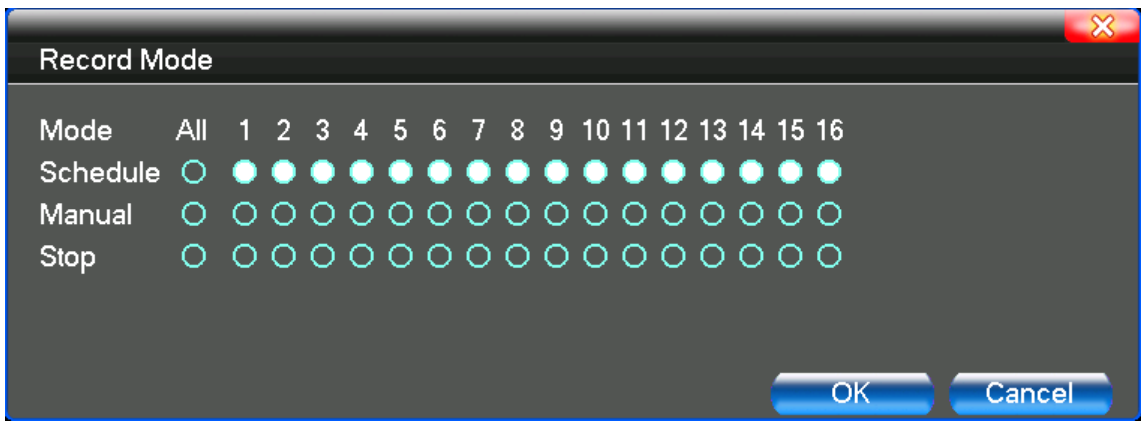 Record Mode
Mode All 1 2 3 4 5 6 7 8 9 10 11 12 13 14 15 16
Schedule
Manual
Stop
OK Cancel